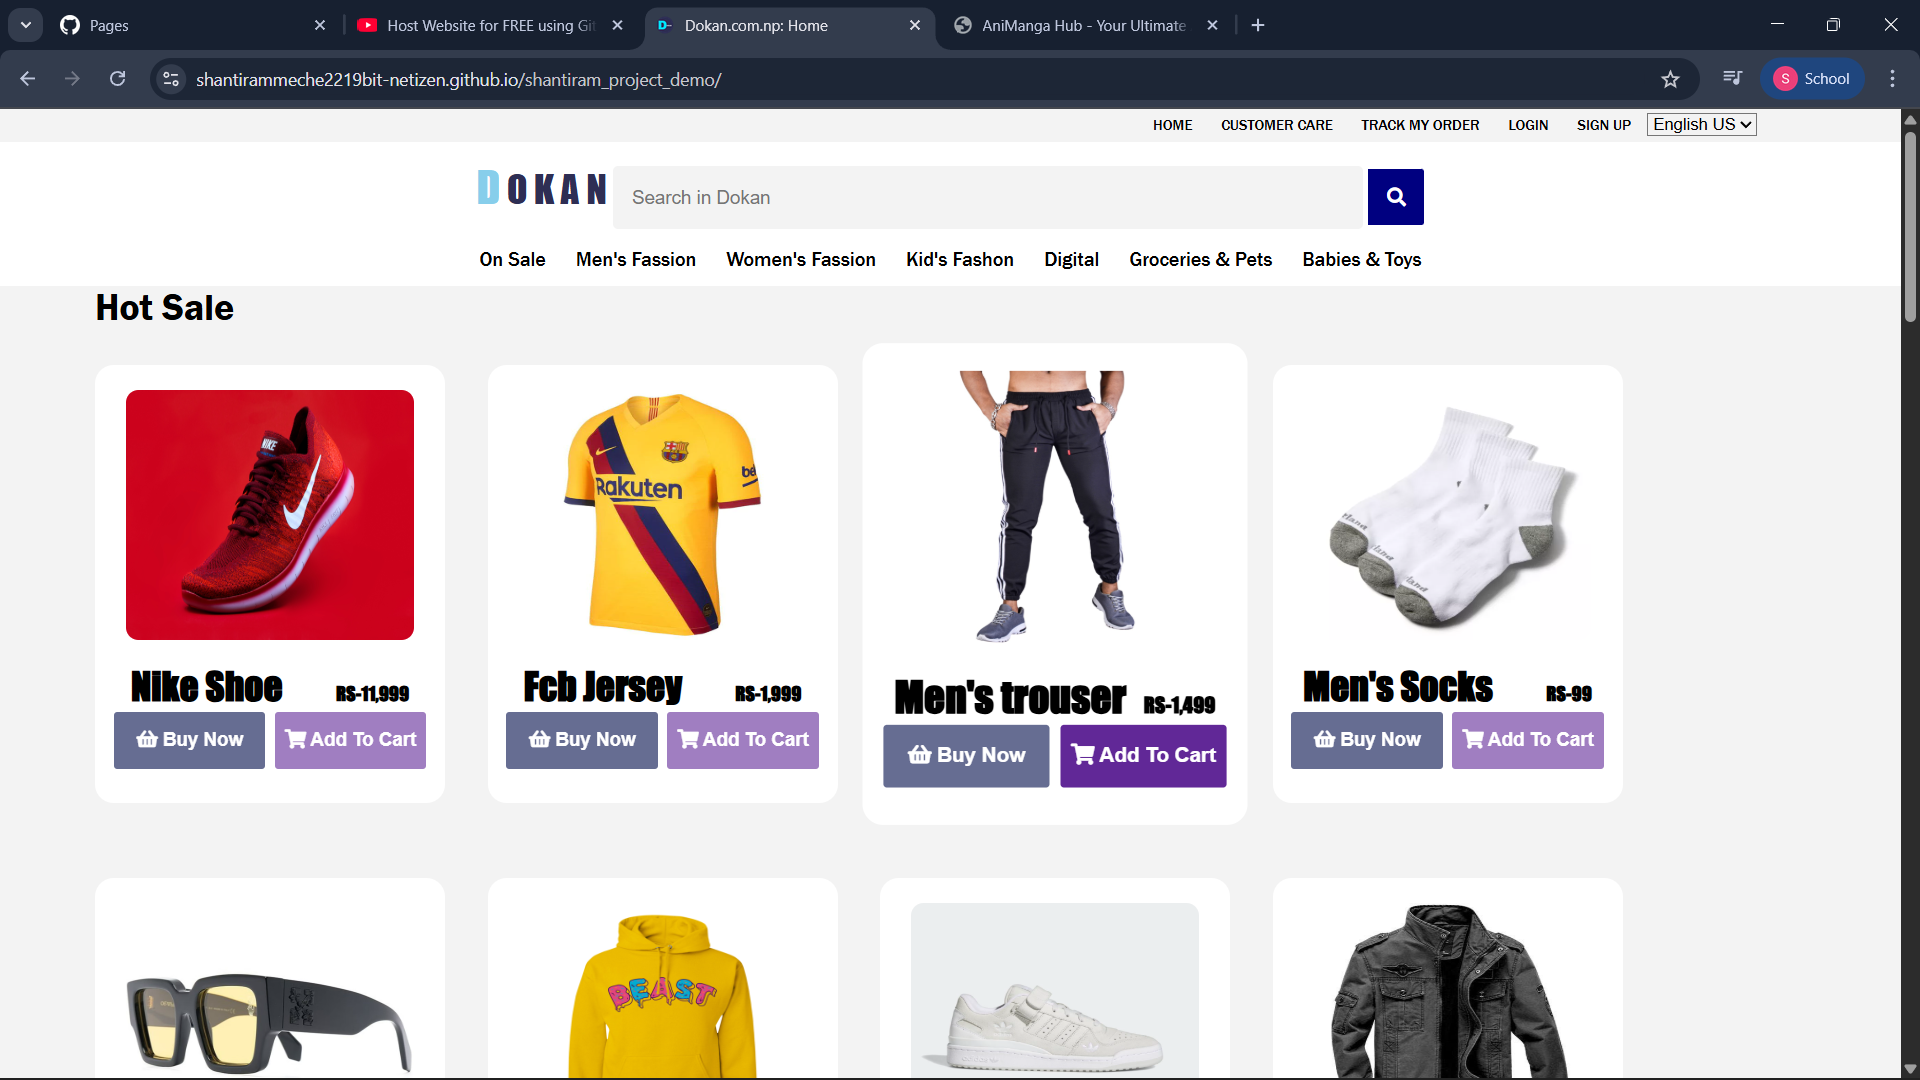 Pages
Host Website for FREE using Git
Dokan.com.np: Home
AniManga Hub - Your Ultimate
shantirammeche2219bit-netizen.github.io/shantiram_project_demo/
S School
HOME CUSTOMER CARE TRACK MY ORDER LOGIN SIGN UP English US
DOKAN Search in Dokan
On Sale Men's Fassion Women's Fassion Kid's Fashon Digital Groceries & Pets Babies & Toys
Hot Sale
NIKE
be
Rakuten
Nike Shoe RS-11,999
Fcb Jersey RS-1,999
Men's trouser RS-1,499
Men's Socks RS-99
Buy Now Add To Cart
Buy Now Add To Cart
Buy Now Add To Cart
Buy Now Add To Cart
BEAST